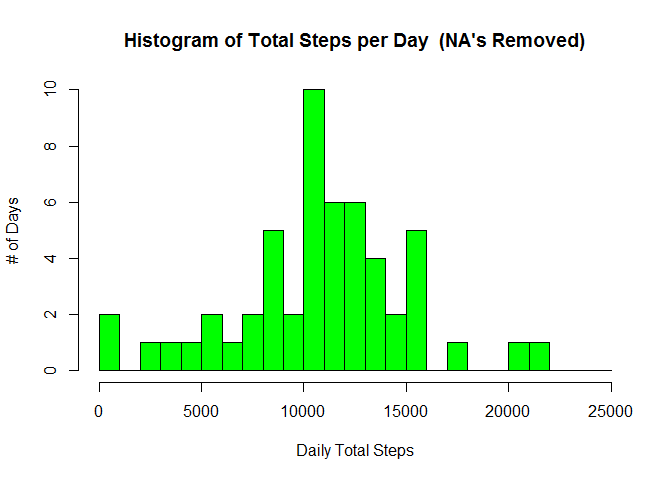 Histogram of Total Steps per Day  (NA's Removed)
10
8
6
4
2
0
# of Days
0 5000 10000 15000 20000 25000
Daily Total Steps